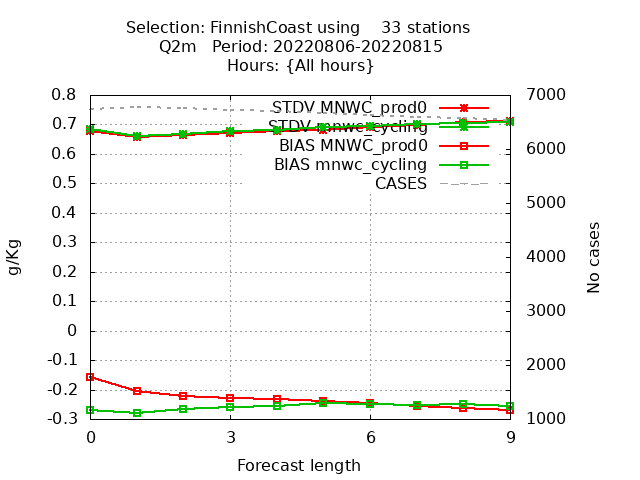 Selection: FinnishCoast using 33 stations
Q2m Period: 20220806-20220815
Hours: {All hours}
0.8
0.7
0.6
0.5
0.4
0.3
0.2
0.1
0
-0.1
-0.2
-0.3
g/Kg
STDV MNWC_prod0
STDV mnwc_cycling
BIAS MNWC_prod0
BIAS mnwc_cycling
CASES
7000
6000
5000
4000
3000
2000
1000
No cases
0 3 6 9
Forecast length